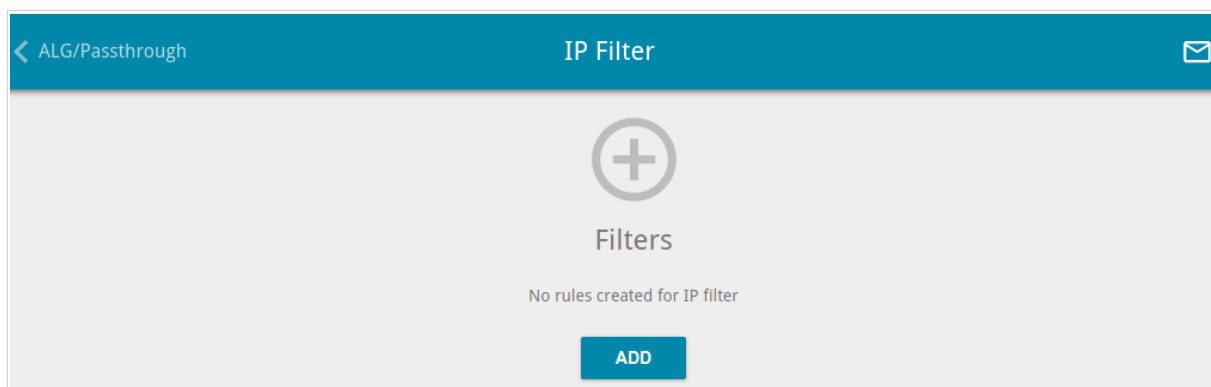 ALG/Passthrough
IP Filter
Filters
No rules created for IP filter
ADD